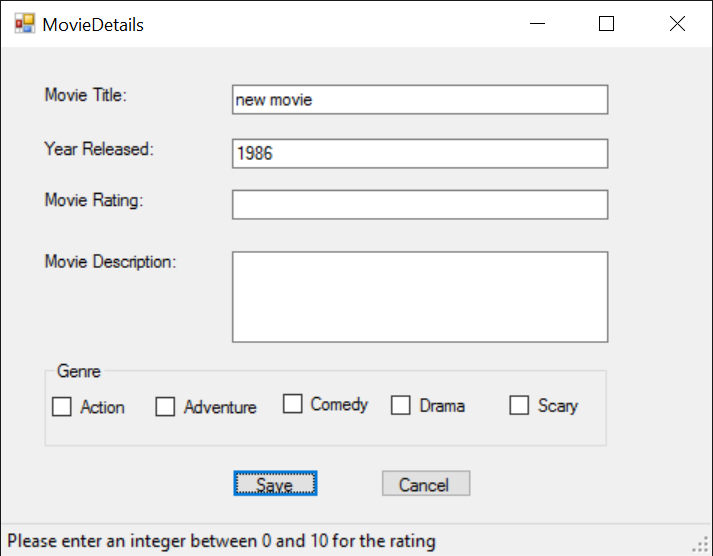 MovieDetails
Movie Title: new movie
Year Released: 1986
Movie Rating:
Movie Description:
Genre
Action Adventure Comedy Drama Scary
Save Cancel
Please enter an integer between 0 and 10 for the rating